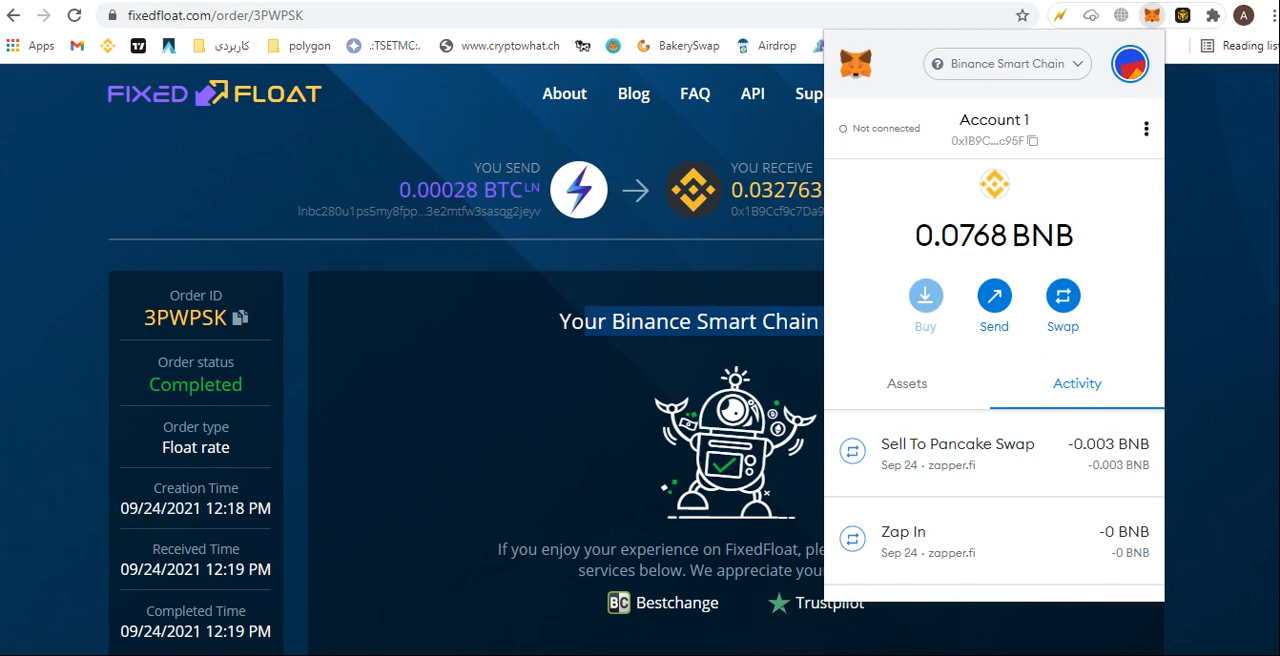 fixedfloat.com/order/3PWPSK
A
Apps
کاربردی
polygon
.:TSETMC:.
www.cryptowhat.ch
BakerySwap
Airdrop
Reading list
FIXED FLOAT
About
Blog
FAQ
API
Sup
YOU SEND
0.00028 BTC LN
lnbc280u1ps5my8fpp...3e2mtfw3sasqg2jeyv
YOU RECEIVE
0.032763
0x1B9Ccf9c7Da9
Order ID
3PWPSK
Order status
Completed
Order type
Float rate
Creation Time
09/24/2021 12:18 PM
Received Time
09/24/2021 12:19 PM
Completed Time
09/24/2021 12:19 PM
Your Binance Smart Chain
If you enjoy your experience on FixedFloat, ple
services below. We appreciate your
BC Bestchange
Trustpilot
Binance Smart Chain
Not connected
Account 1
0x1B9C...c95F
0.0768 BNB
Buy
Send
Swap
Assets
Activity
Sell To Pancake Swap
-0.003 BNB
Sep 24 · zapper.fi
-0.003 BNB
Zap In
-0 BNB
Sep 24 · zapper.fi
-0 BNB